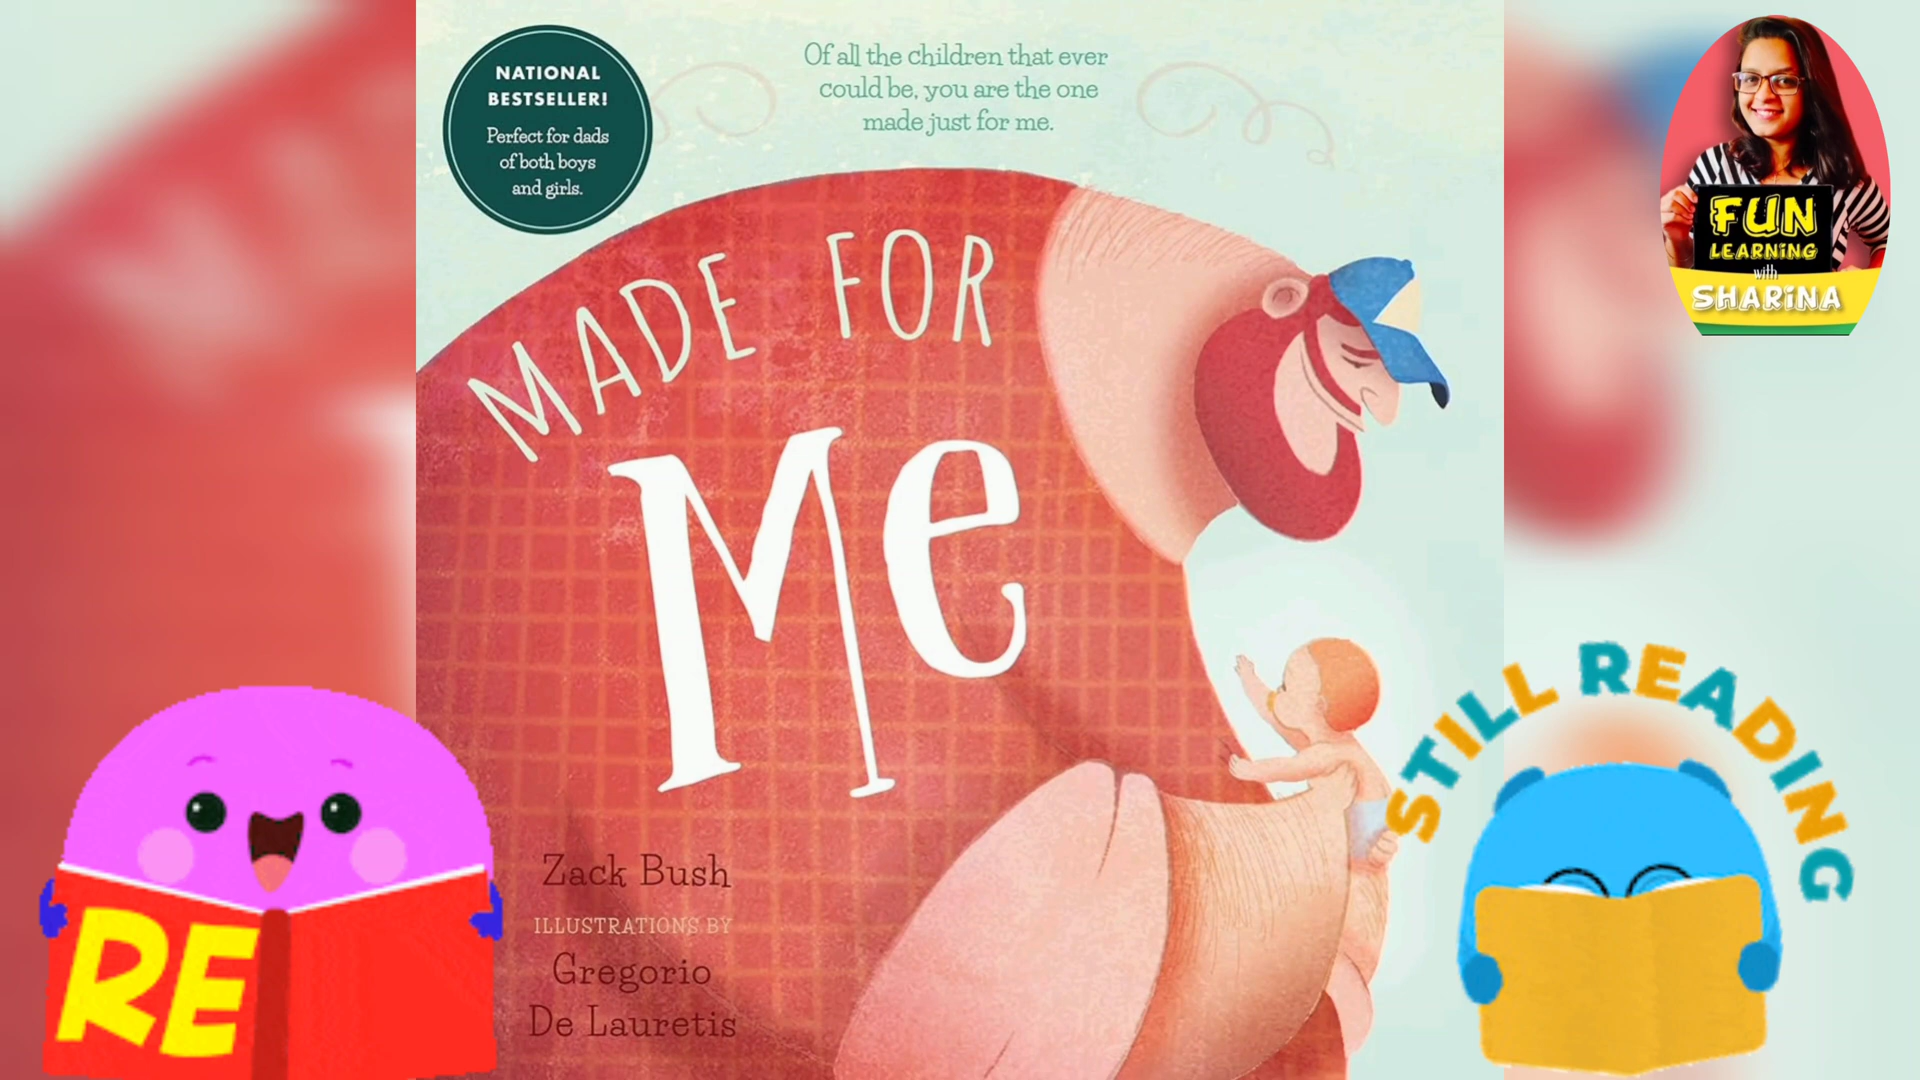 NATIONAL
BESTSELLER!
Perfect for dads
of both boys
and girls.
Of all the children that ever
could be, you are the one
made just for me.
MADE FOR
Me
Zack Bush
ILLUSTRATIONS BY
Gregorio
De Lauretis
FUN
LEARNING
with
SHARINA
RE
STILL READING